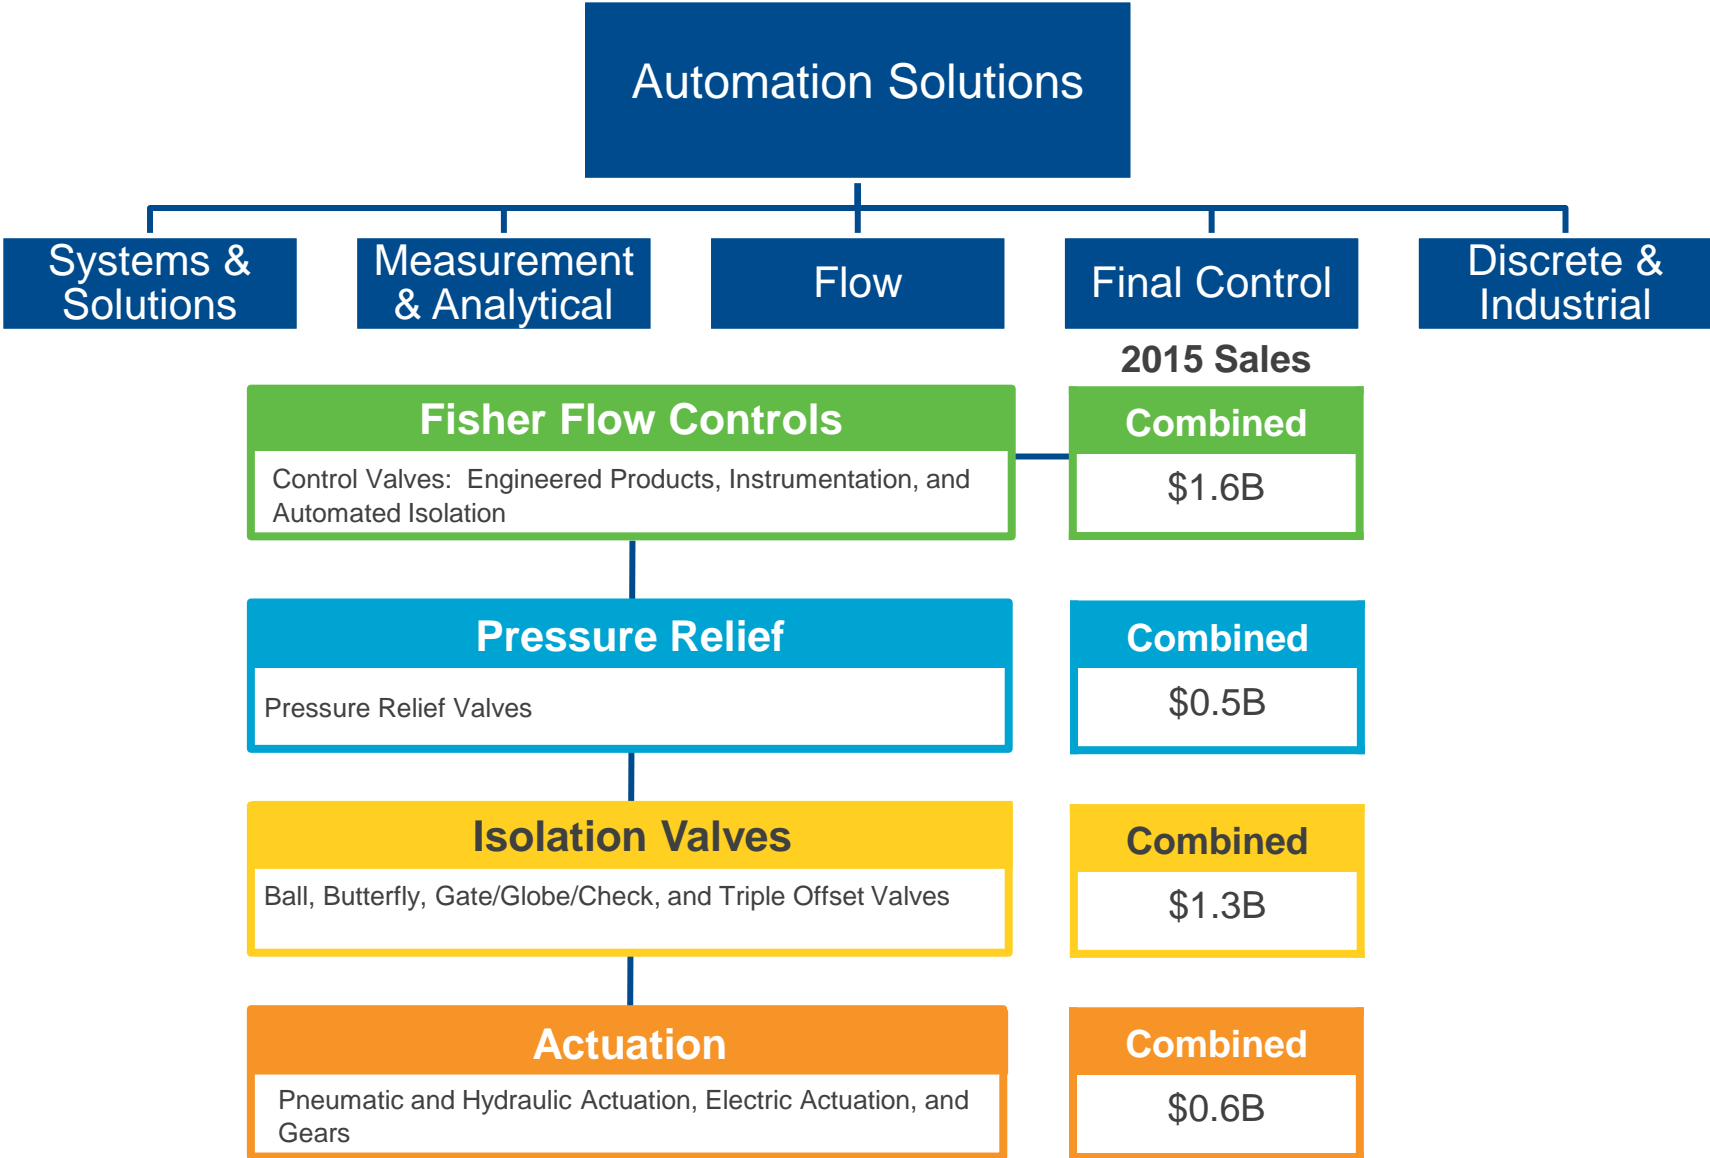 Automation Solutions
Systems &
Solutions
Measurement
& Analytical
Flow
Final Control
Discrete &
Industrial
2015 Sales
Fisher Flow Controls
Control Valves:  Engineered Products, Instrumentation, and
Automated Isolation
Combined
$1.6B
Pressure Relief
Pressure Relief Valves
Combined
$0.5B
Isolation Valves
Ball, Butterfly, Gate/Globe/Check, and Triple Offset Valves
Combined
$1.3B
Actuation
Pneumatic and Hydraulic Actuation, Electric Actuation, and
Gears
Combined
$0.6B